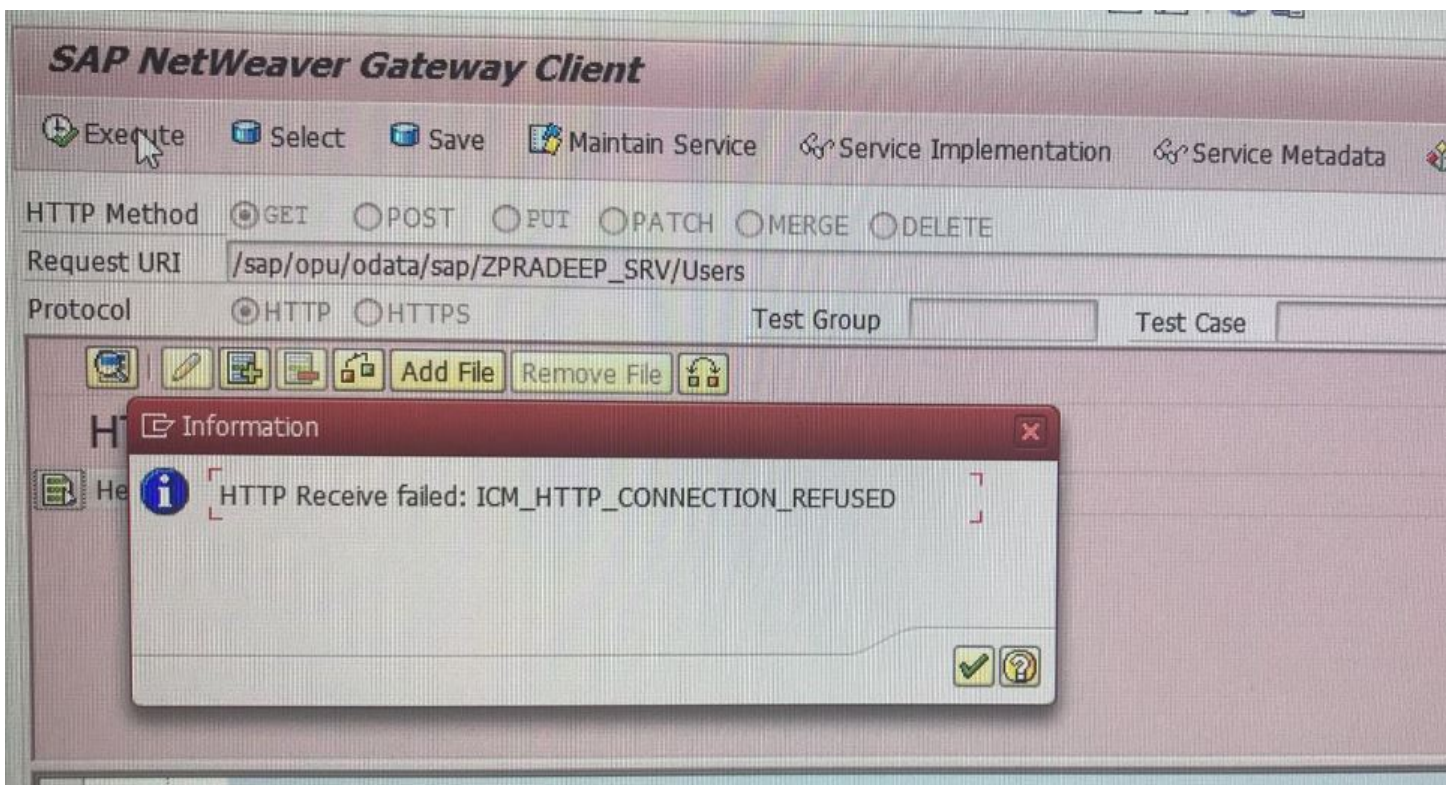 SAP NetWeaver Gateway Client
Execute Select Save Maintain Service Service Implementation Service Metadata
HTTP Method GET POST PUT PATCH MERGE DELETE
Request URI /sap/opu/odata/sap/ZPRADEEP_SRV/Users
Protocol HTTP HTTPS Test Group Test Case
Add File Remove File
Information
HTTP Receive failed: ICM_HTTP_CONNECTION_REFUSED